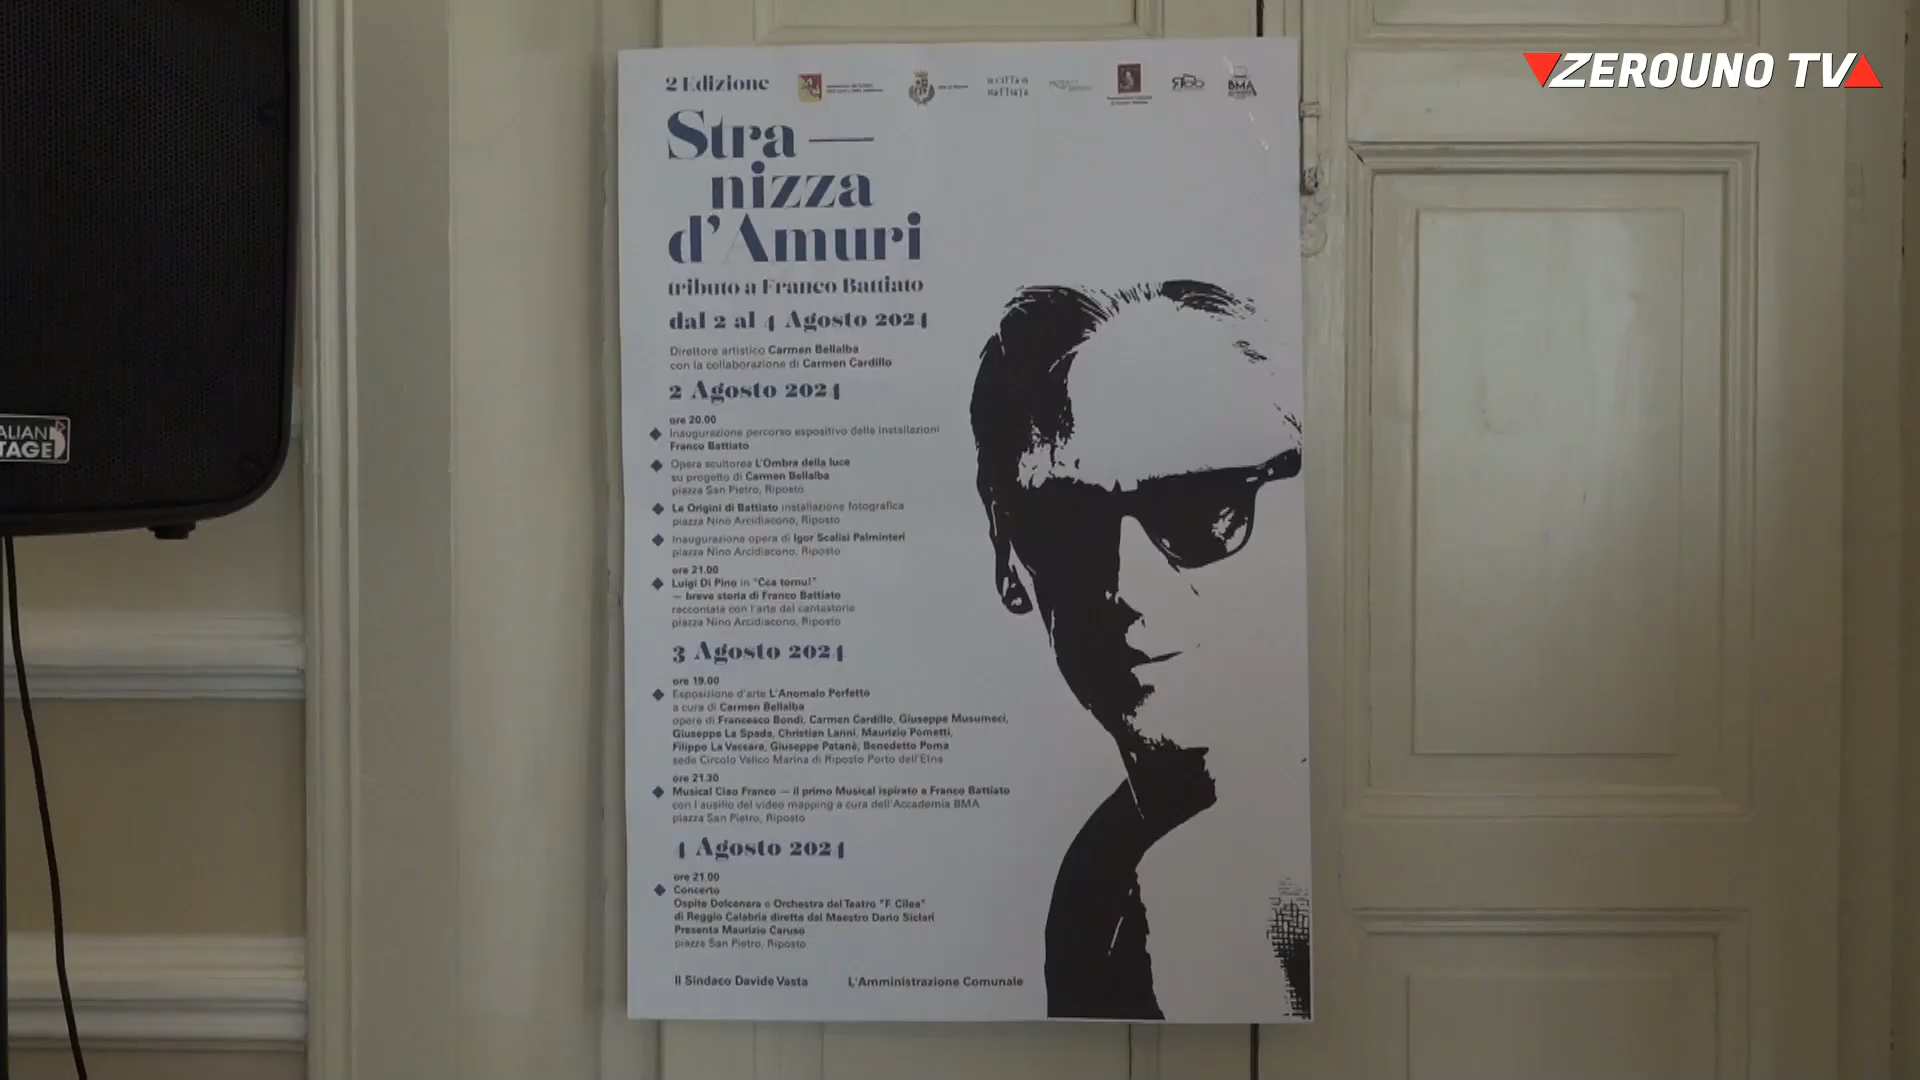 ZEROUNO TV
2 Edizione
BMA
Stra —
nizza
d'Amuri
tributo a Franco Battiato
dal 2 al 4 Agosto 2024
Direttore artistico Carmen Bellalba
con la collaborazione di Carmen Cardillo
2 Agosto 2024
ore 20.00
Inaugurazione percorso espositivo delle installazioni
Franco Battiato
Opera scultorea L'Ombra della luce
su progetto di Carmen Bellalba
piazza San Pietro, Riposto
Le Origini di Battiato installazione fotografica
piazza Nino Arcidiacono, Riposto
Inaugurazione opera di Igor Scalisi Palminteri
piazza Nino Arcidiacono, Riposto
ore 21.00
Luigi Di Pino in "Cca tornu!"
— breve storia di Franco Battiato
raccontata con l'arte del cantastorie
piazza Nino Arcidiacono, Riposto
3 Agosto 2024
ore 19.00
Esposizione d'arte L'Anomalo Perfetto
a cura di Carmen Bellalba
opere di Francesco Bondì, Carmen Cardillo, Giuseppe Musumeci,
Giuseppe La Spada, Christian Lanni, Maurizio Pometti,
Filippo La Vaccara, Giuseppe Patanè, Benedetto Poma
sede Circolo Velico Marina di Riposto Porto dell'Etna
ore 21.30
Musical Ciao Franco — il primo Musical ispirato a Franco Battiato
con l'ausilio del video mapping a cura dell'Accademia BMA
piazza San Pietro, Riposto
4 Agosto 2024
ore 21.00
Concerto
Ospite Dolcenera e Orchestra del Teatro "F. Cilea"
di Reggio Calabria diretta dal Maestro Dario Siclari
Presenta Maurizio Caruso
piazza San Pietro, Riposto
Il Sindaco Davide Vasta
L'Amministrazione Comunale
ALIAN
TAGE